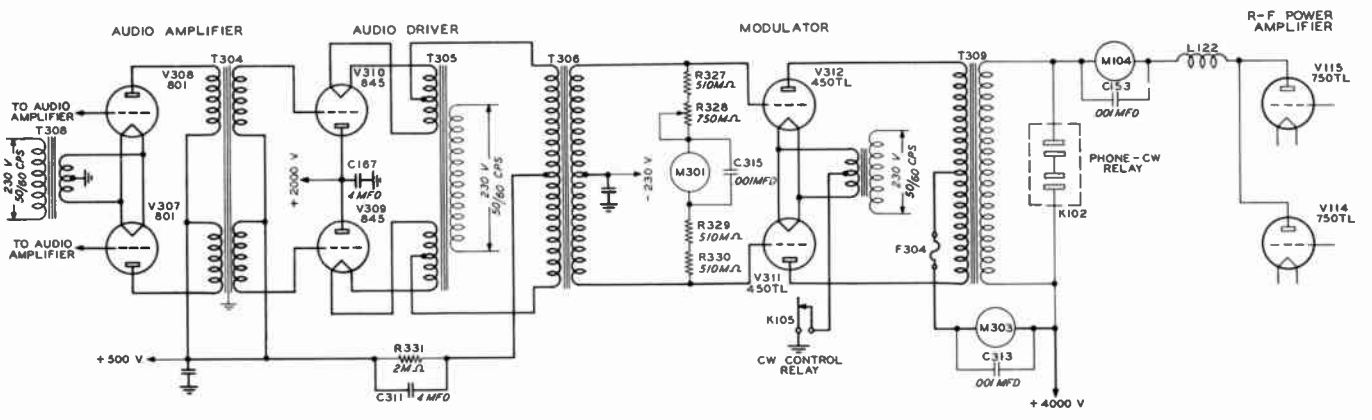 AUDIO AMPLIFIER
AUDIO DRIVER
MODULATOR
R-F POWER
AMPLIFIER
V308
801
T304
V310
845
T305
T306
R327
510MΩ
R328
750MΩ
V312
450TL
T309
M104
C153
.001MFD
L122
V115
750TL
TO AUDIO
AMPLIFIER
T308
230 V
50/60 CPS
+2000 V
C167
4 MFD
230 V
50/60 CPS
-230 V
M301
C315
.001MFD
230 V
50/60 CPS
PHONE-CW
RELAY
K102
V307
801
V309
845
TO AUDIO
AMPLIFIER
R329
510MΩ
R330
510MΩ
V311
450TL
F304
V114
750TL
K105
CW CONTROL
RELAY
M303
C313
.001MFD
+500 V
R331
2MΩ
C311
4 MFD
+4000 V